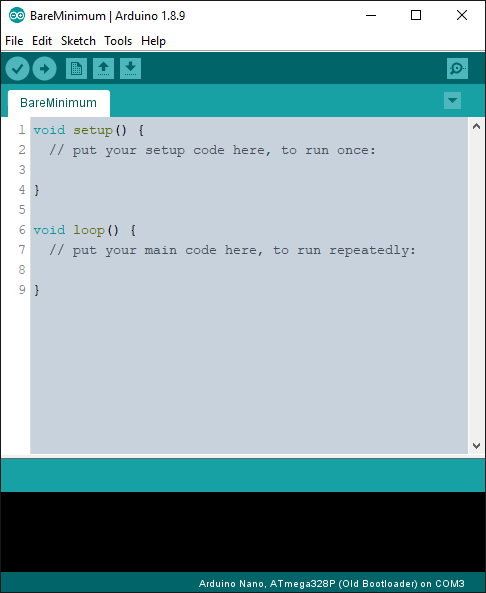 BareMinimum | Arduino 1.8.9
File Edit Sketch Tools Help
BareMinimum
1 void setup() {
2   // put your setup code here, to run once:
3
4 }
5
6 void loop() {
7   // put your main code here, to run repeatedly:
8
9 }
Arduino Nano, ATmega328P (Old Bootloader) on COM3